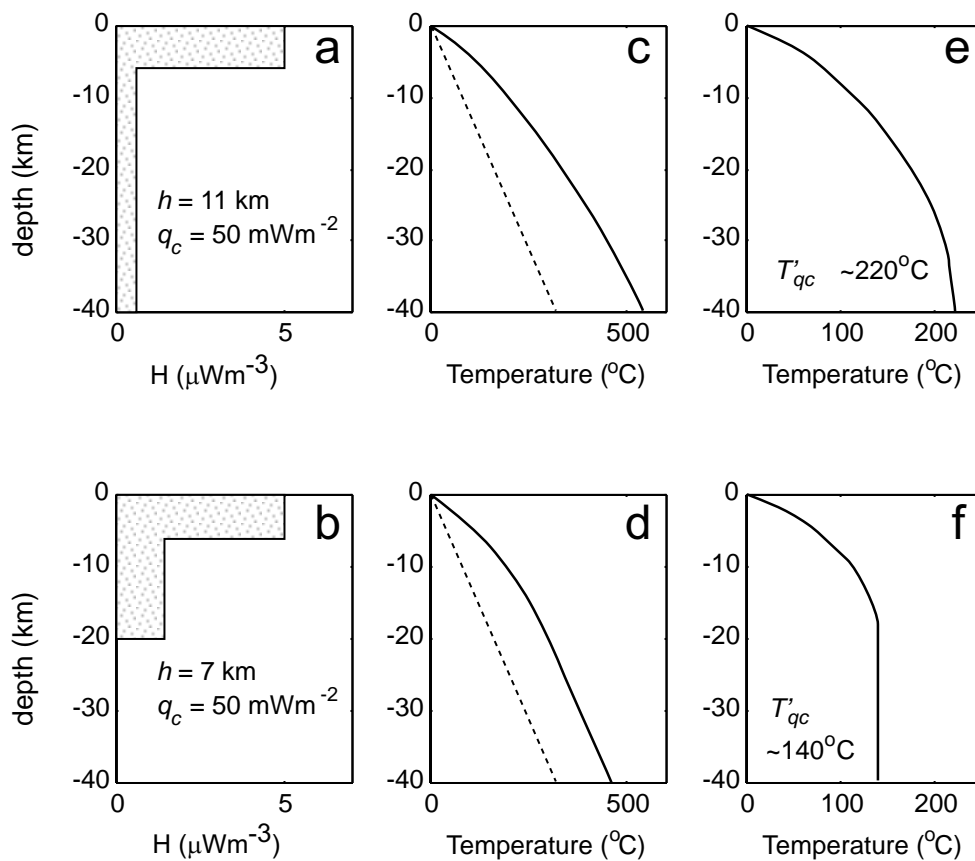 0
a
-10
-20
-30
-40
depth (km)
h = 11 km
q_c = 50 mWm^-2
0
5
H (μWm^-3)
0
c
-10
-20
-30
-40
0
500
Temperature (°C)
0
e
-10
-20
-30
-40
T'_qc ~220°C
0
100
200
Temperature (°C)
0
b
-10
-20
-30
-40
depth (km)
h = 7 km
q_c = 50 mWm^-2
0
5
H (μWm^-3)
0
d
-10
-20
-30
-40
0
500
Temperature (°C)
0
f
-10
-20
-30
-40
T'_qc
~140°C
0
100
200
Temperature (°C)